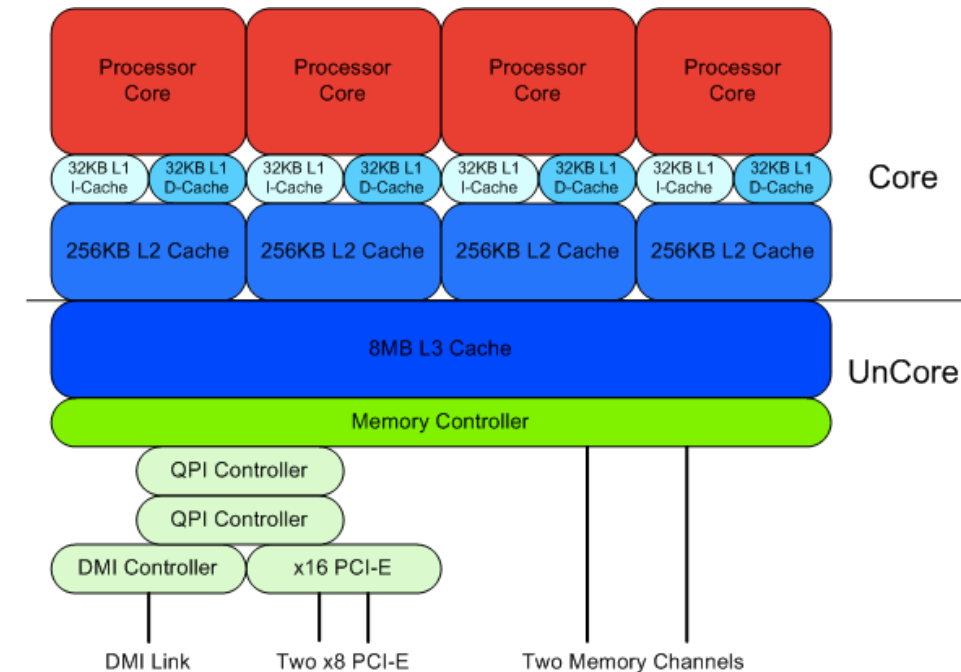 Processor
Core
Processor
Core
Processor
Core
Processor
Core
32KB L1
I-Cache
32KB L1
D-Cache
32KB L1
I-Cache
32KB L1
D-Cache
32KB L1
I-Cache
32KB L1
D-Cache
32KB L1
I-Cache
32KB L1
D-Cache
Core
256KB L2 Cache
256KB L2 Cache
256KB L2 Cache
256KB L2 Cache
8MB L3 Cache
UnCore
Memory Controller
QPI Controller
QPI Controller
DMI Controller
x16 PCI-E
DMI Link
Two x8 PCI-E
Two Memory Channels